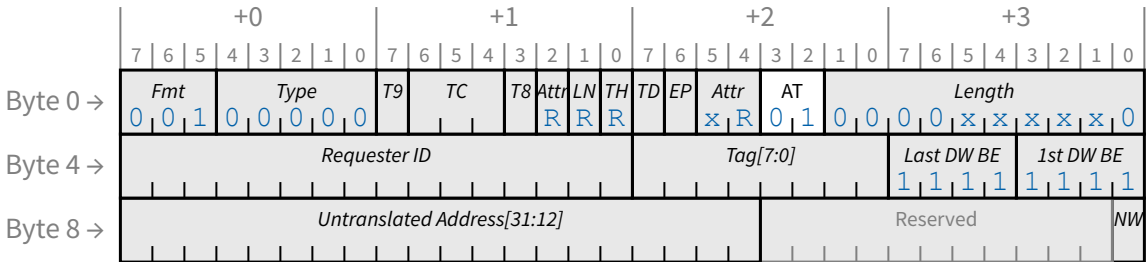 +0 +1 +2 +3
7 6 5 4 3 2 1 0 7 6 5 4 3 2 1 0 7 6 5 4 3 2 1 0 7 6 5 4 3 2 1 0
Byte 0 → Fmt Type T9 TC T8 Attr LN TH TD EP Attr AT Length
0 0 1 0 0 0 0 0 R R R x R 0 1 0 0 0 0 x x x x x 0
Byte 4 → Requester ID Tag[7:0] Last DW BE 1st DW BE
1 1 1 1 1 1 1 1
Byte 8 → Untranslated Address[31:12] Reserved NW